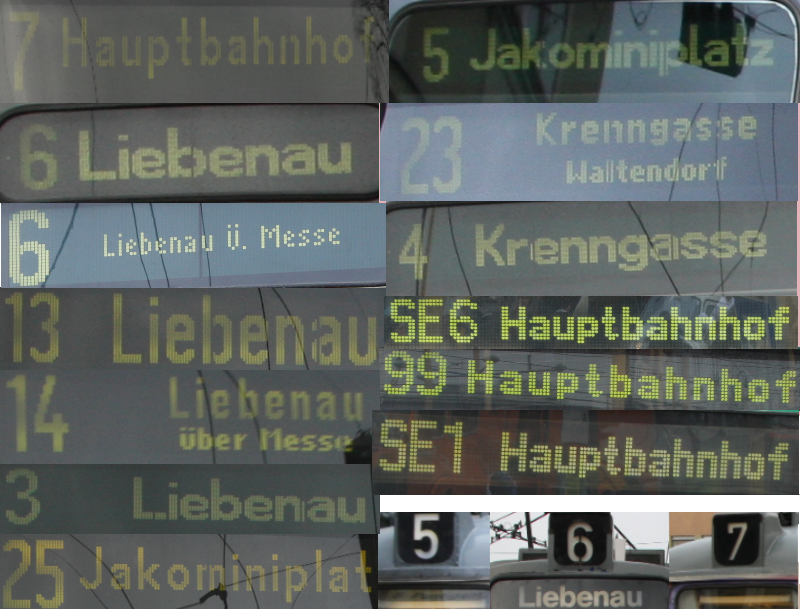 7 Hauptbahnhof
5 Jakominiplatz
6 Liebenau
23 Krenngasse
Waltendorf
6 Liebenau ü. Messe
4 Krenngasse
13 Liebenau
SE6 Hauptbahnhof
99 Hauptbahnhof
14 Liebenau
über Messe
SE1 Hauptbahnhof
3 Liebenau
25 Jakominiplat
5
6
7
Liebenau